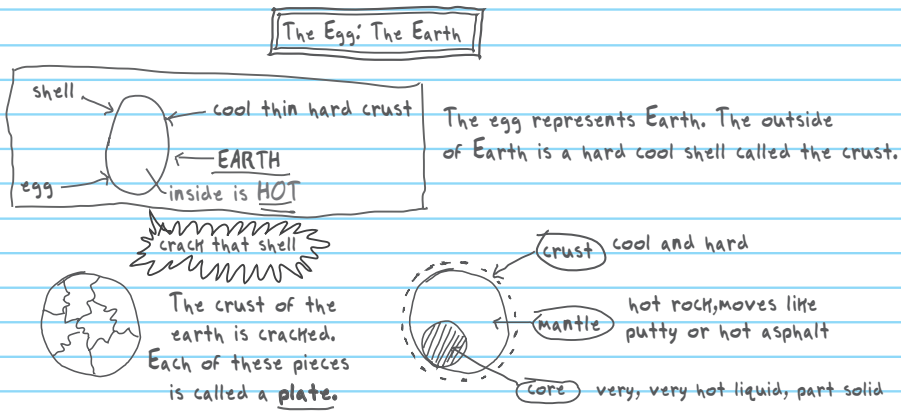 The Egg: The Earth
shell
cool thin hard crust
EARTH
egg
inside is HOT
The egg represents Earth. The outside
of Earth is a hard cool shell called the crust.
crack that shell
The crust of the
earth is cracked.
Each of these pieces
is called a plate.
crust cool and hard
mantle hot rock, moves like
putty or hot asphalt
core very, very hot liquid, part solid